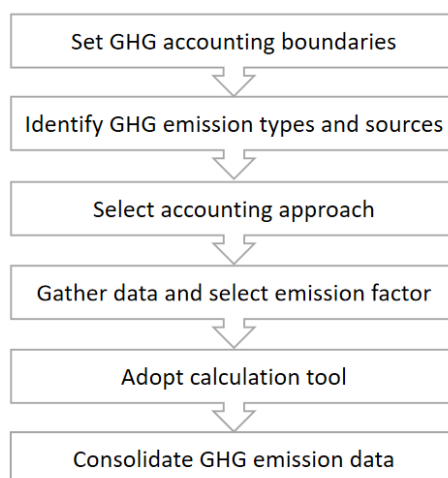 Set GHG accounting boundaries
Identify GHG emission types and sources
Select accounting approach
Gather data and select emission factor
Adopt calculation tool
Consolidate GHG emission data